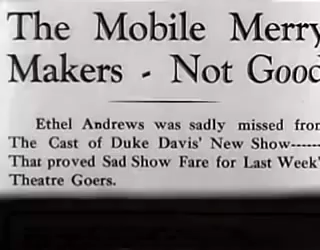 The Mobile Merry
Makers - Not Good
Ethel Andrews was sadly missed from
The Cast of Duke Davis' New Show------
That proved Sad Show Fare for Last Week'
Theatre Goers.